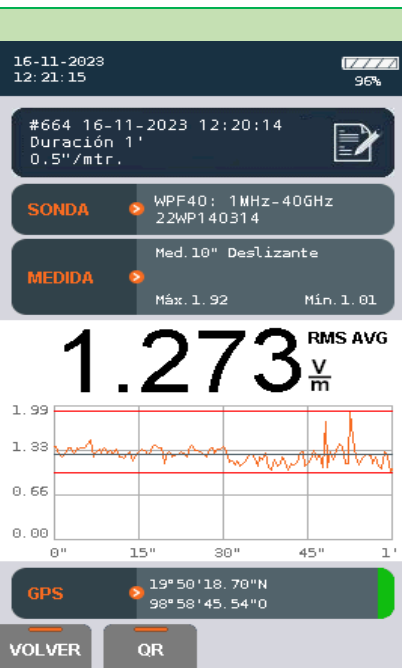 16-11-2023
12:21:15
96%
#664 16-11-2023 12:20:14
Duración 1'
0.5"/mtr.
SONDA
WPF40: 1MHz-40GHz
22WP140314
MEDIDA
Med.10" Deslizante
Máx.1.92 Mín.1.01
1.273 RMS AVG V/m
1.99
1.33
0.66
0.00
0" 15" 30" 45" 1'
GPS
19°50'18.70"N
98°58'45.54"O
VOLVER QR